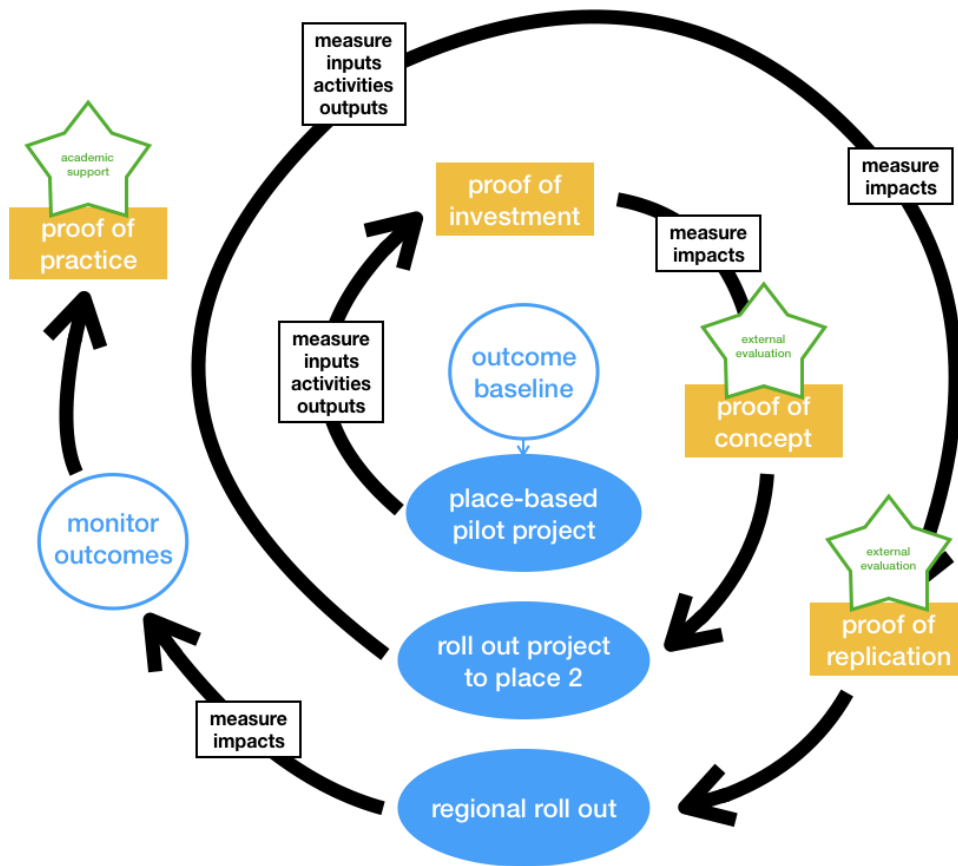 measure
inputs
activities
outputs
academic
support
proof of
practice
proof of
investment
measure
impacts
measure
impacts
measure
inputs
activities
outputs
outcome
baseline
external
evaluation
proof of
concept
place-based
pilot project
monitor
outcomes
external
evaluation
proof of
replication
roll out project
to place 2
measure
impacts
regional roll out